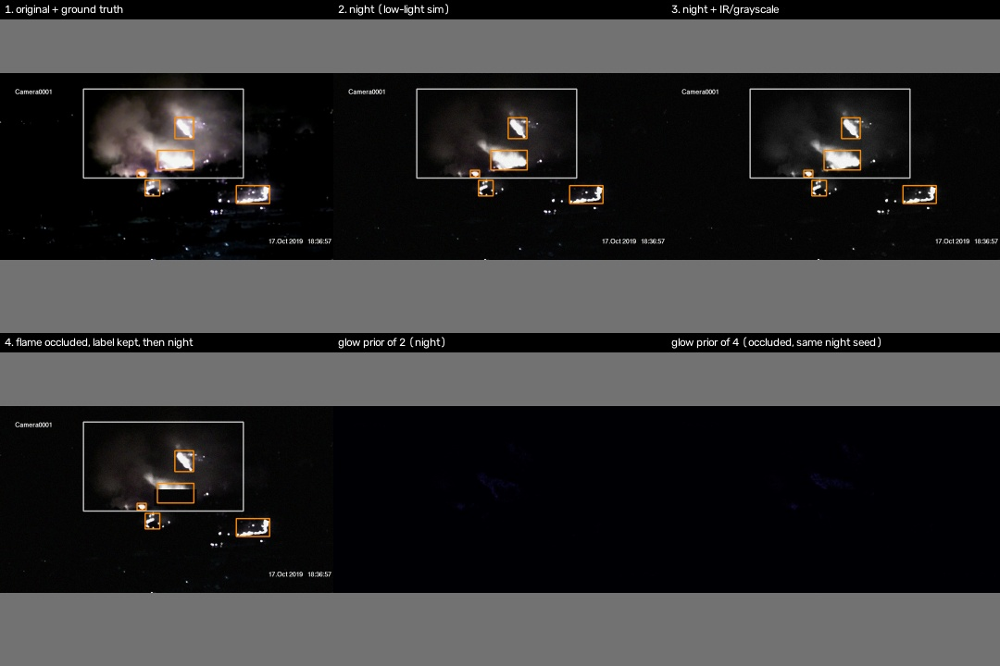 1. original + ground truth
2. night (low-light sim)
3. night + IR/grayscale
Camera0001
Camera0001
Camera0001
17.Oct 2019 18:36:57
17.Oct 2019 18:36:57
17.Oct 2019 18:36:57
4. flame occluded, label kept, then night
glow prior of 2 (night)
glow prior of 4 (occluded, same night seed)
Camera0001
17.Oct 2019 18:36:57